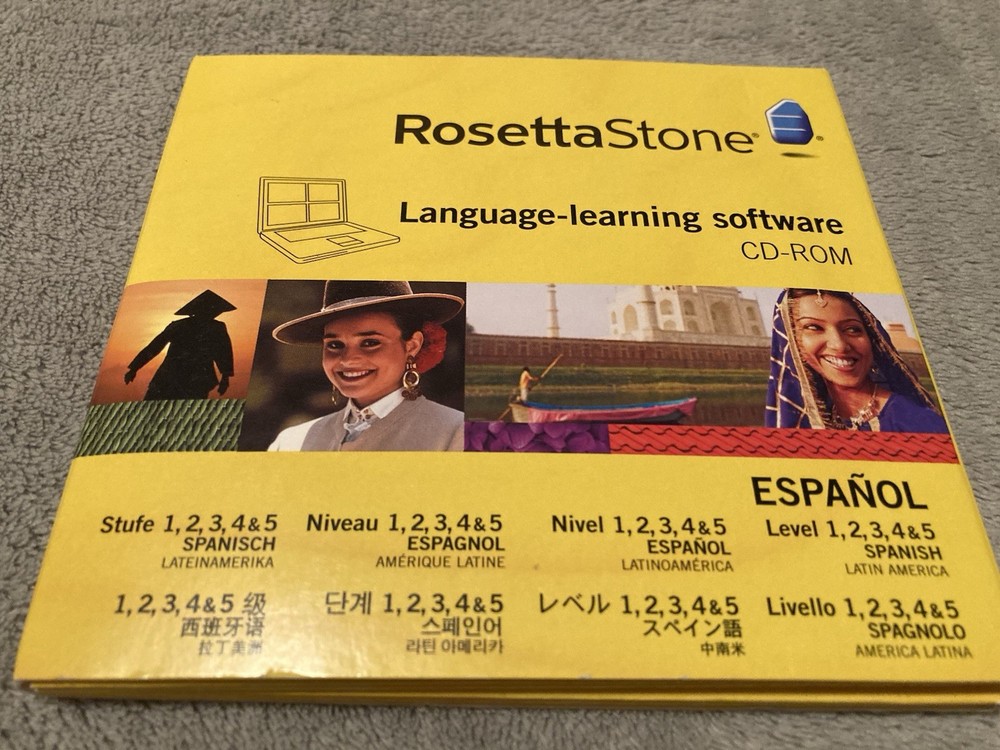 RosettaStone®
Language-learning software
CD-ROM
ESPAÑOL
Stufe 1, 2, 3, 4 & 5
SPANISCH
LATEINAMERIKA
Niveau 1, 2, 3, 4 & 5
ESPAGNOL
AMÉRIQUE LATINE
Nivel 1, 2, 3, 4 & 5
ESPAÑOL
LATINOAMÉRICA
Level 1, 2, 3, 4 & 5
SPANISH
LATIN AMERICA
1, 2, 3, 4 & 5 级
西班牙语
拉丁美洲
단계 1, 2, 3, 4 & 5
스페인어
라틴 아메리카
レベル 1, 2, 3, 4 & 5
スペイン語
中南米
Livello 1, 2, 3, 4 & 5
SPAGNOLO
AMERICA LATINA